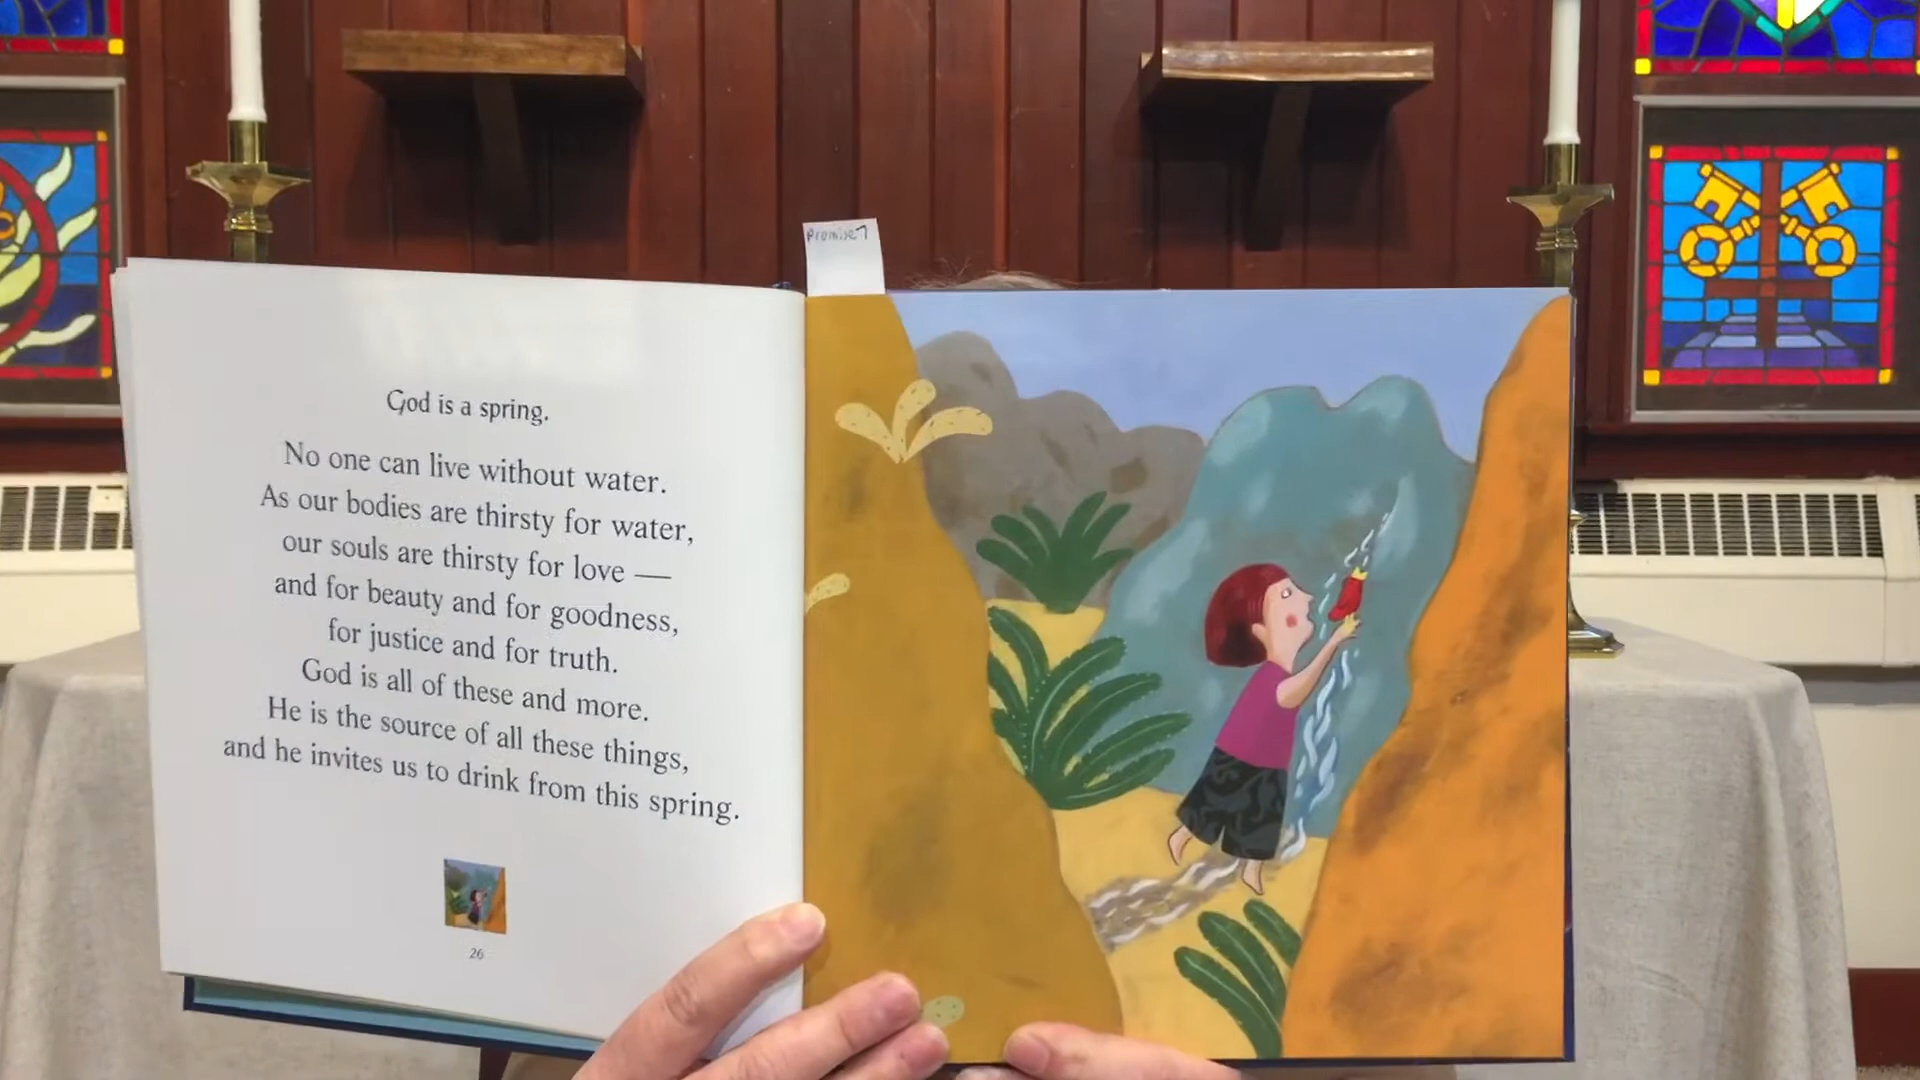 Promise 7
God is a spring.
No one can live without water.
As our bodies are thirsty for water,
our souls are thirsty for love —
and for beauty and for goodness,
for justice and for truth.
God is all of these and more.
He is the source of all these things,
and he invites us to drink from this spring.
26